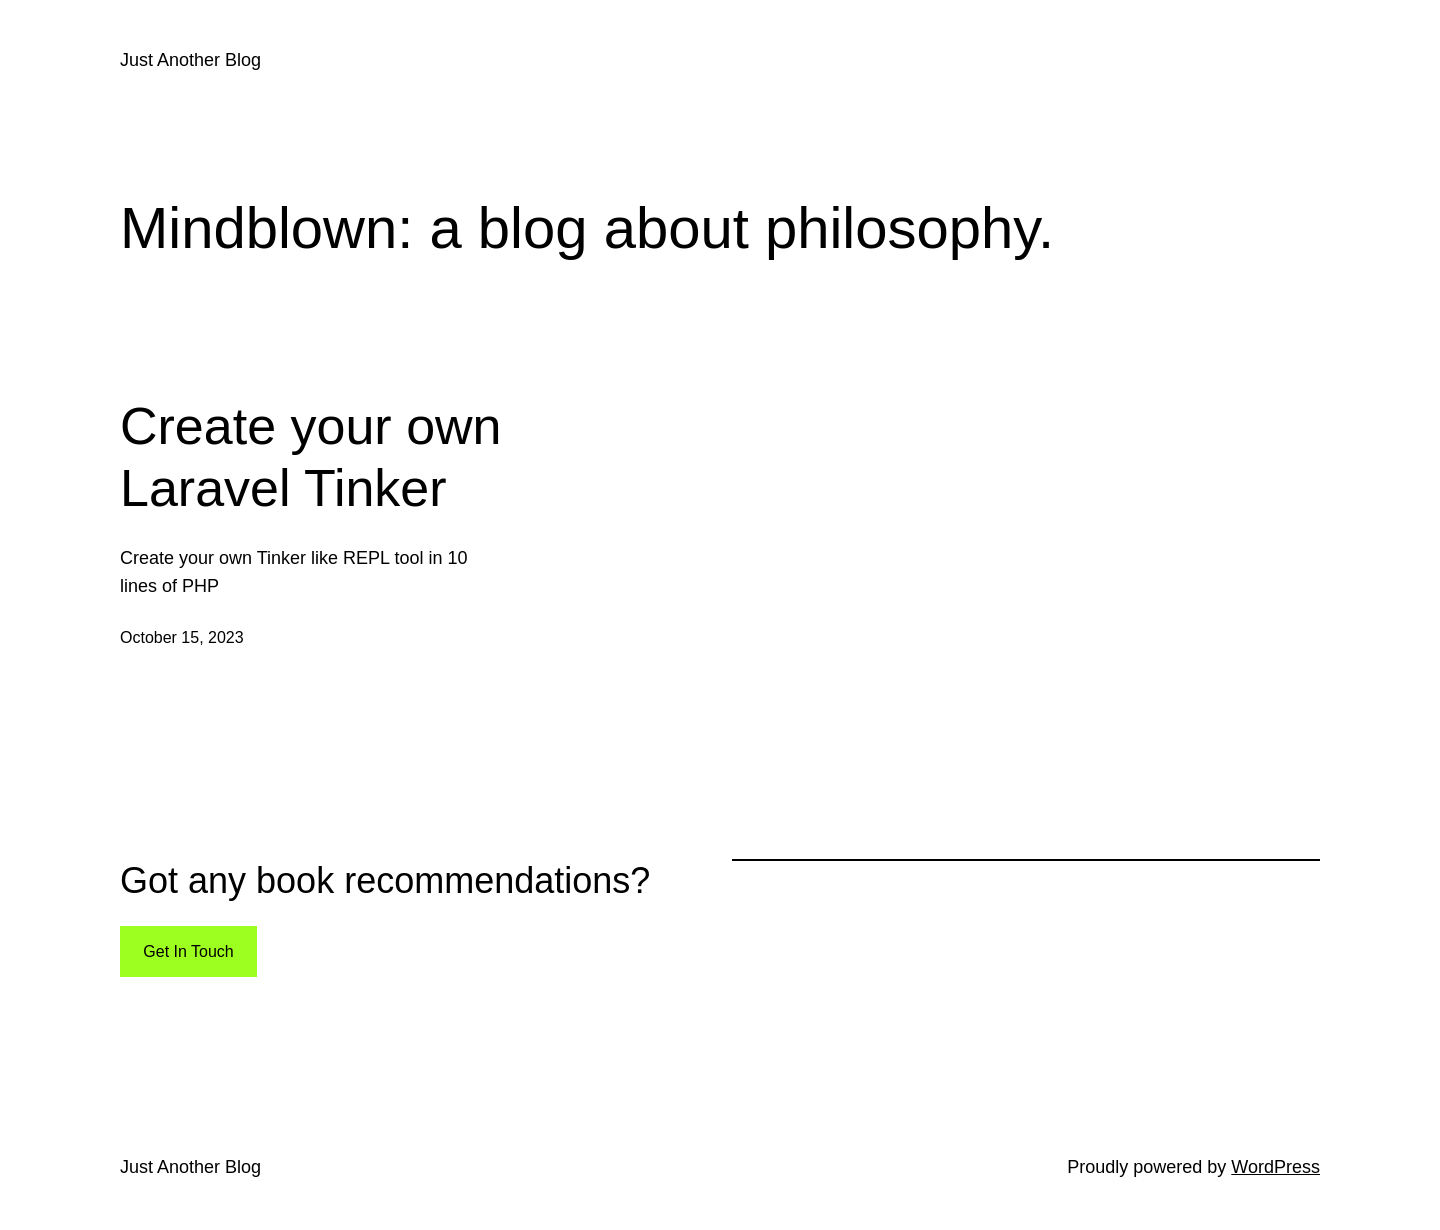 Just Another Blog
Mindblown: a blog about philosophy.
Create your own
Laravel Tinker
Create your own Tinker like REPL tool in 10
lines of PHP
October 15, 2023
Got any book recommendations?
Get In Touch
Just Another Blog
Proudly powered by WordPress